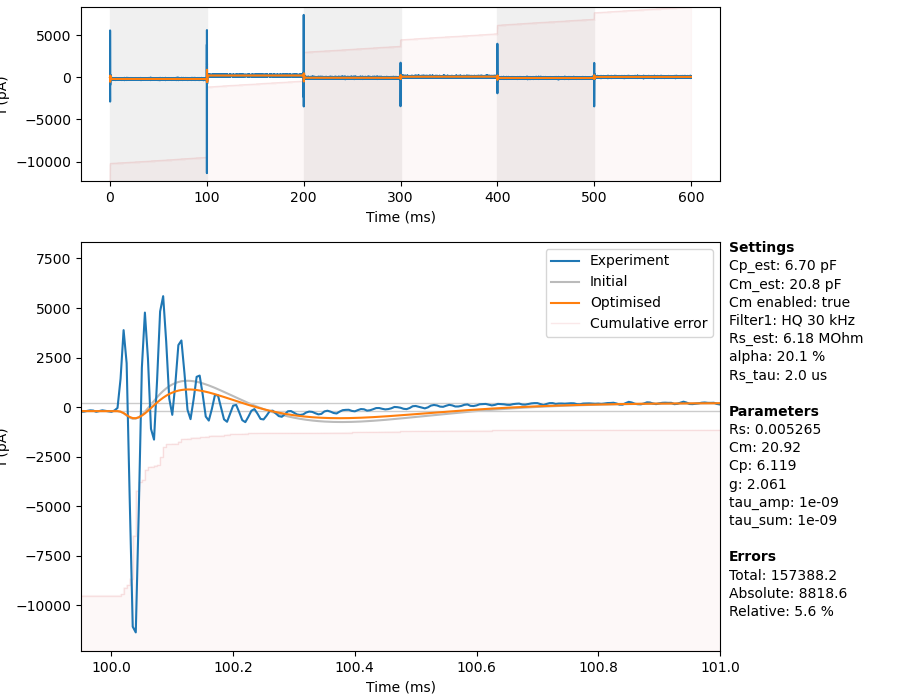 5000
0
−5000
−10000
0 100 200 300 400 500 600
Time (ms)
I (pA)
7500
5000
2500
0
−2500
−5000
−7500
−10000
100.0 100.2 100.4 100.6 100.8 101.0
Time (ms)
I (pA)
Experiment
Initial
Optimised
Cumulative error
Settings
Cp_est: 6.70 pF
Cm_est: 20.8 pF
Cm enabled: true
Filter1: HQ 30 kHz
Rs_est: 6.18 MOhm
alpha: 20.1 %
Rs_tau: 2.0 us
Parameters
Rs: 0.005265
Cm: 20.92
Cp: 6.119
g: 2.061
tau_amp: 1e-09
tau_sum: 1e-09
Errors
Total: 157388.2
Absolute: 8818.6
Relative: 5.6 %